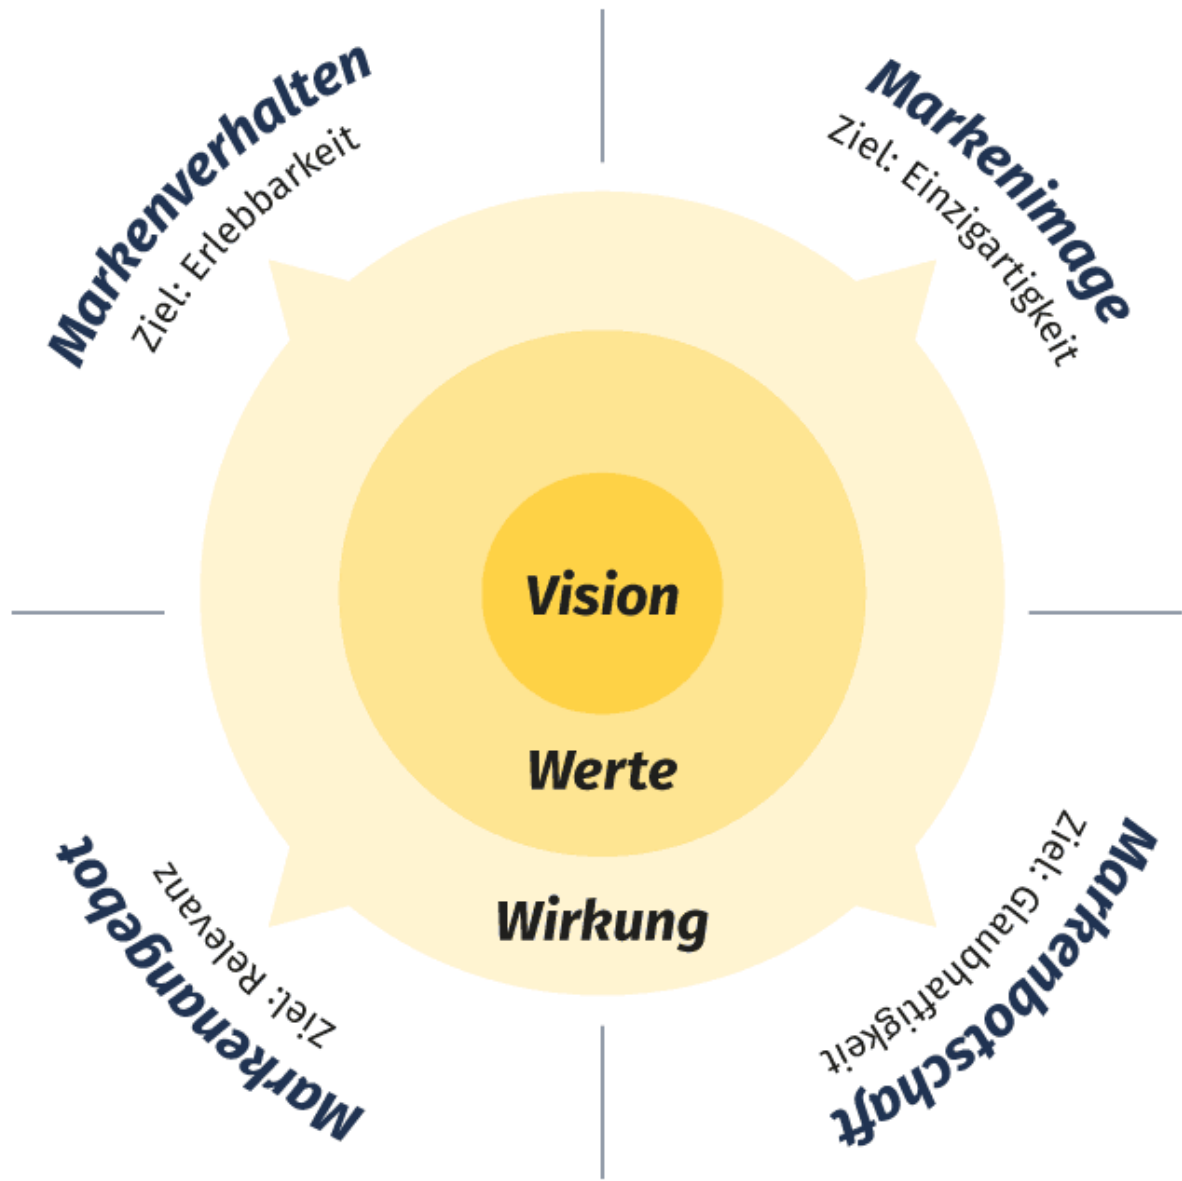 Markenverhalten
Ziel: Erlebbarkeit
Markenimage
Ziel: Einzigartigkeit
Vision
Werte
Wirkung
Markenangebot
Ziel: Relevanz
Markenbotschaft
Ziel: Glaubhaftigkeit